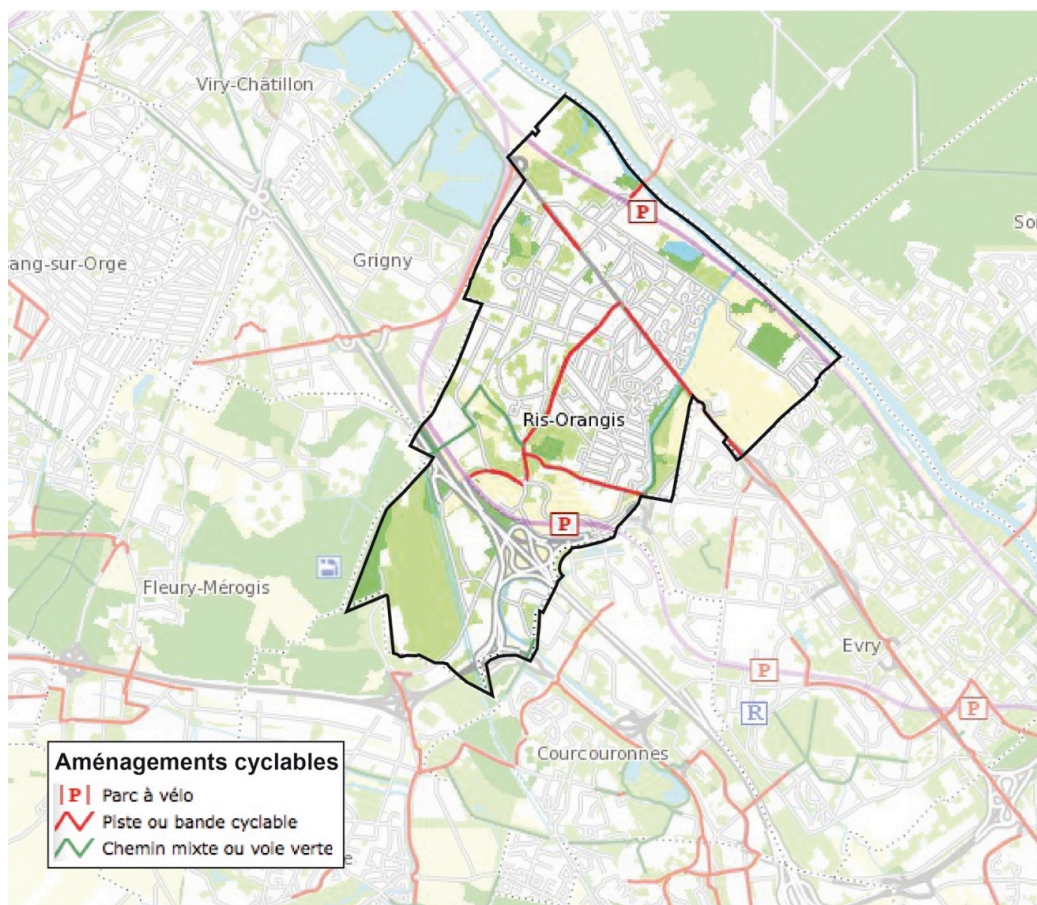 Viry-Châtillon
Soi
ang-sur-Orge
Grigny
P
Ris-Orangis
P
Fleury-Mérogis
Evry
P
R
P
Courcouronnes
Aménagements cyclables
P Parc à vélo
Piste ou bande cyclable
Chemin mixte ou voie verte